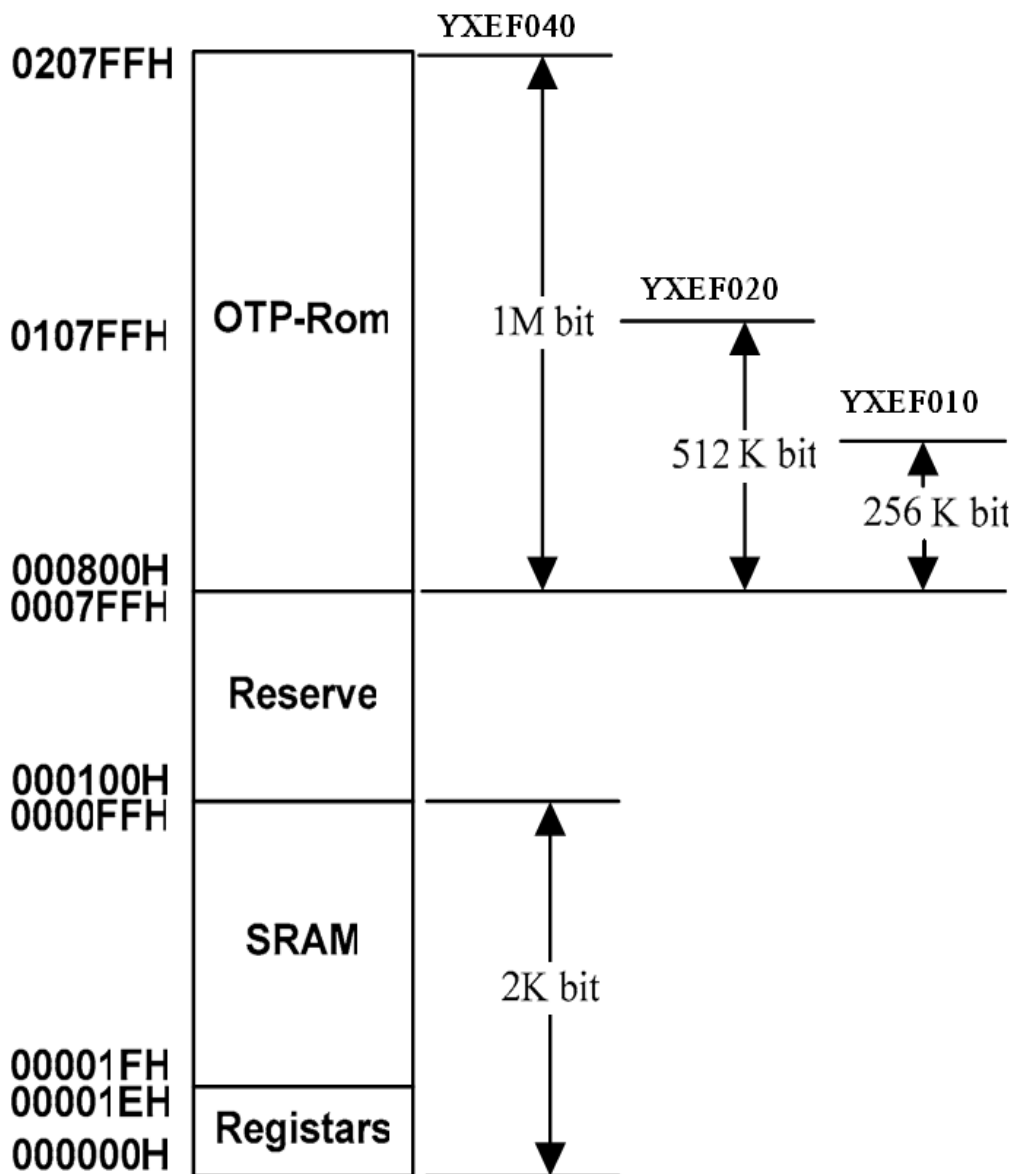 YXEF040
0207FFH
OTP-Rom
1M bit
YXEF020
0107FFH
YXEF010
512 K bit
256 K bit
000800H
0007FFH
Reserve
000100H
0000FFH
SRAM
2K bit
00001FH
00001EH
Registars
000000H